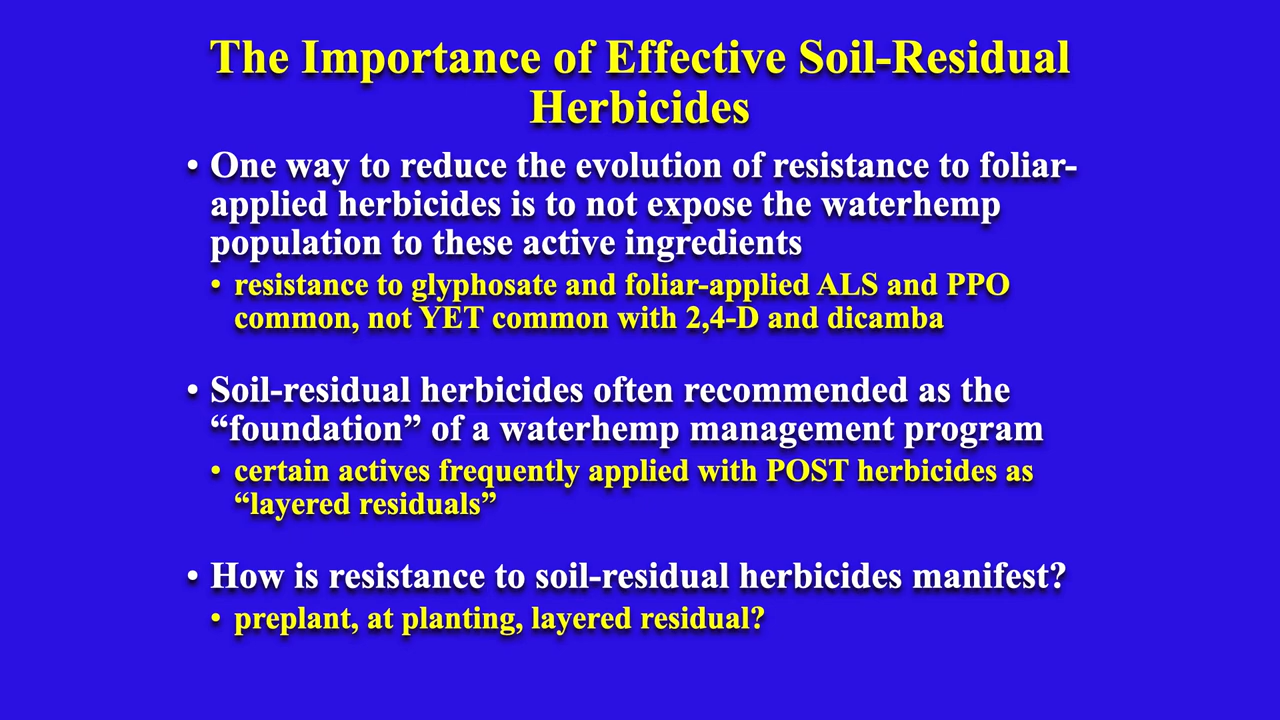 The Importance of Effective Soil-Residual
Herbicides
• One way to reduce the evolution of resistance to foliar-
applied herbicides is to not expose the waterhemp
population to these active ingredients
• resistance to glyphosate and foliar-applied ALS and PPO
common, not YET common with 2,4-D and dicamba
• Soil-residual herbicides often recommended as the
“foundation” of a waterhemp management program
• certain actives frequently applied with POST herbicides as
“layered residuals”
• How is resistance to soil-residual herbicides manifest?
• preplant, at planting, layered residual?